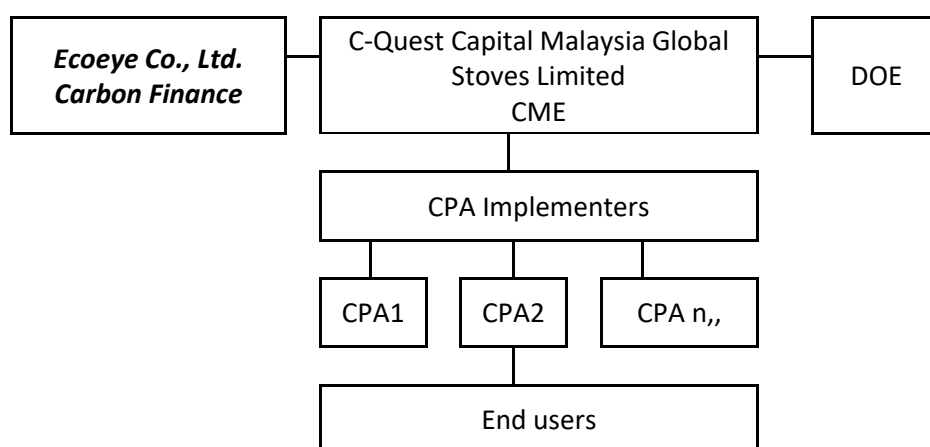 Ecoeye Co., Ltd.
Carbon Finance
C-Quest Capital Malaysia Global
Stoves Limited
CME
DOE
CPA Implementers
CPA1
CPA2
CPA n,,
End users